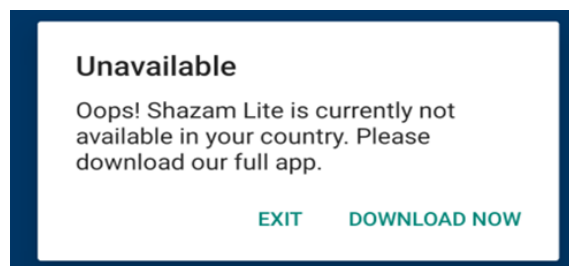 Unavailable
Oops! Shazam Lite is currently not
available in your country. Please
download our full app.
EXIT DOWNLOAD NOW